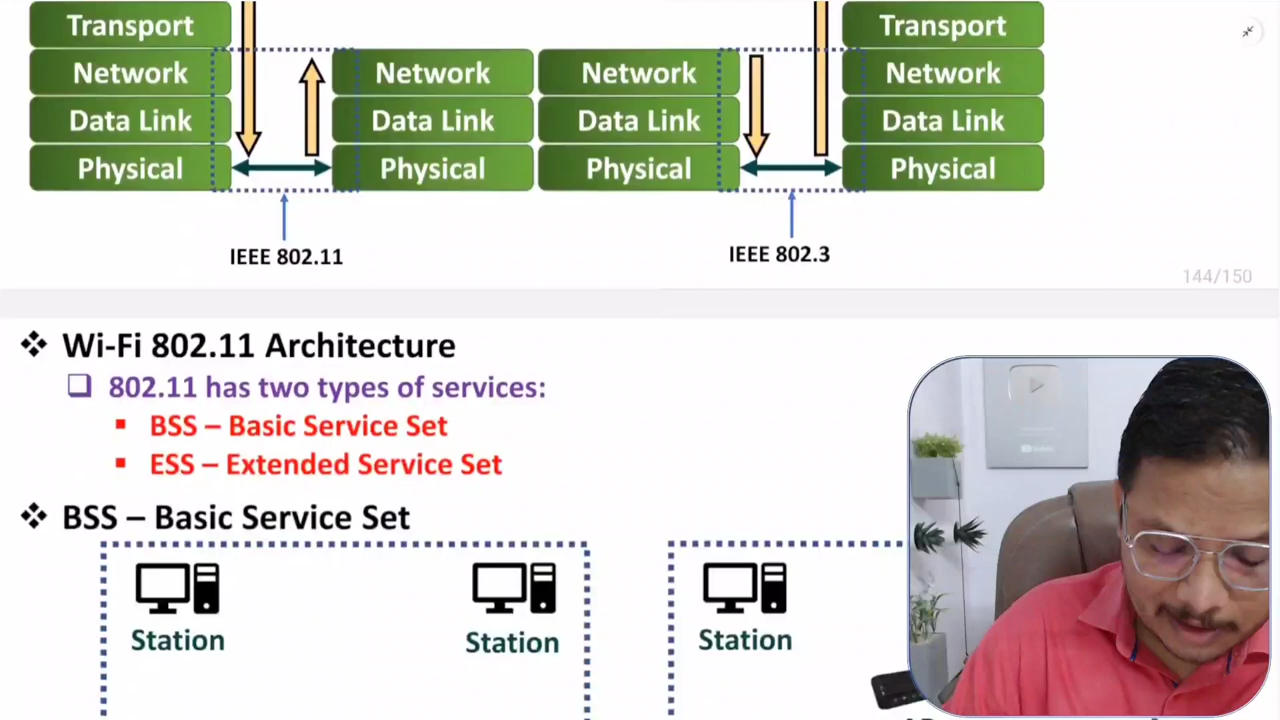 Transport Transport
Network Network Network Network
Data Link Data Link Data Link Data Link
Physical Physical Physical Physical
IEEE 802.11 IEEE 802.3
144/150
❖ Wi-Fi 802.11 Architecture
❑ 802.11 has two types of services:
▪ BSS – Basic Service Set
▪ ESS – Extended Service Set
❖ BSS – Basic Service Set
Station Station Station